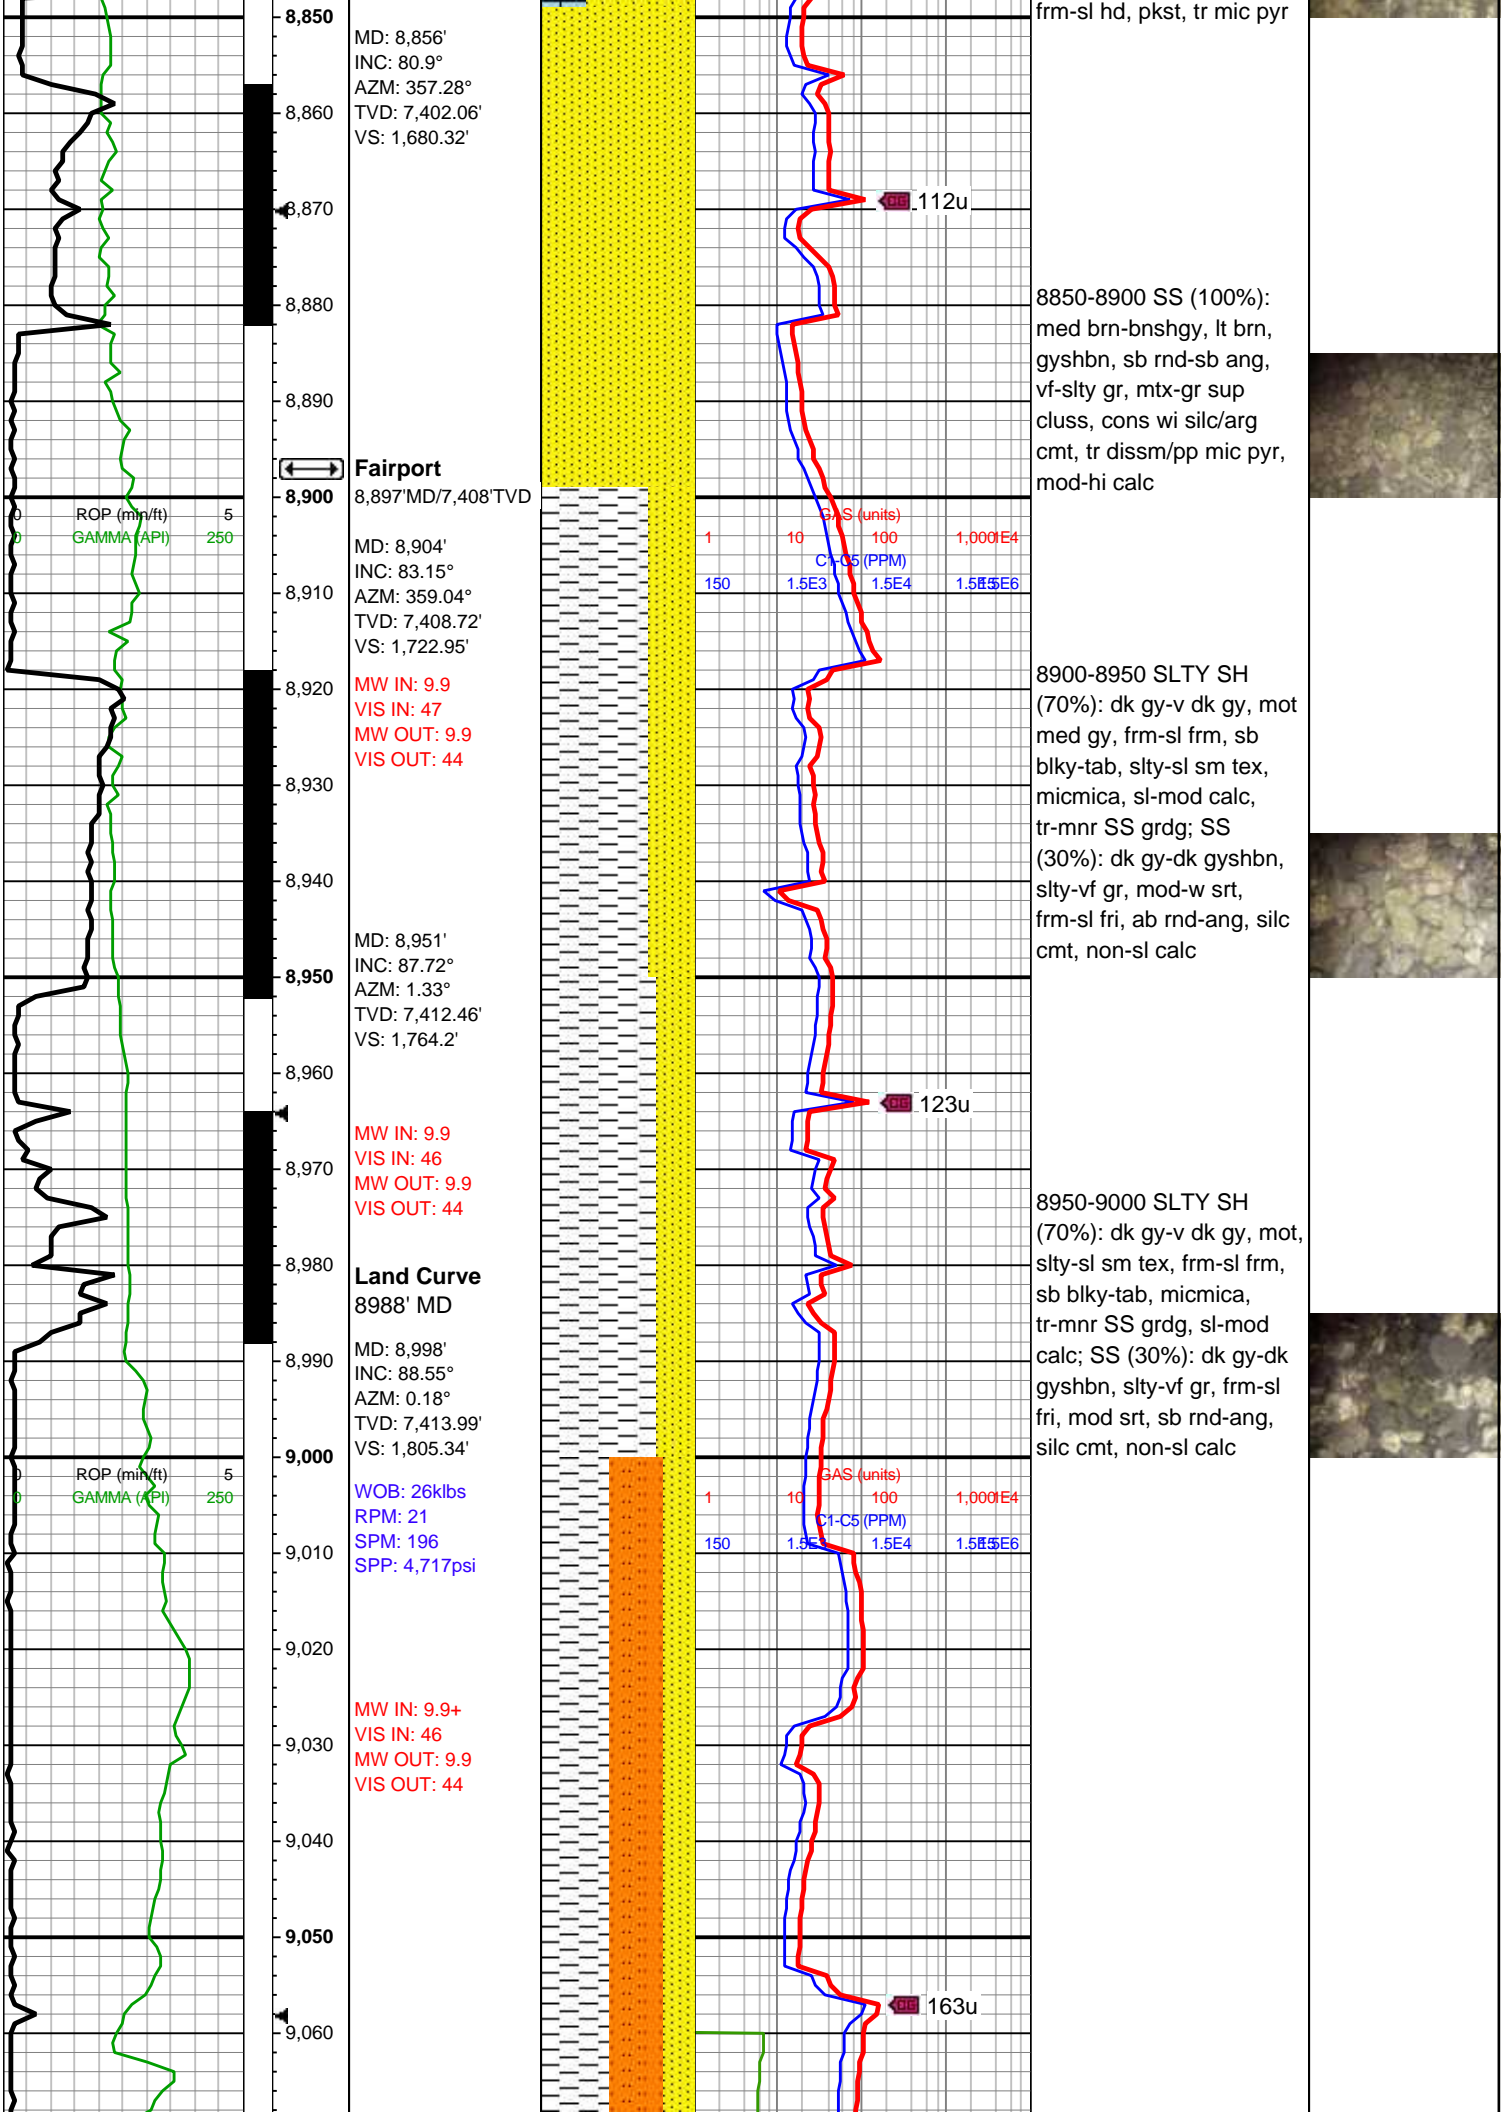 8,850
8,860
8,870
8,880
8,890
8,900
8,910
8,920
8,930
8,940
8,950
8,960
8,970
8,980
8,990
9,000
9,010
9,020
9,030
9,040
9,050
9,060
ROP (min/ft) 5
0 GAMMA (API) 250
ROP (min/ft) 5
0 GAMMA (API) 250
MD: 8,856'
INC: 80.9°
AZM: 357.28°
TVD: 7,402.06'
VS: 1,680.32'
Fairport
8,897'MD/7,408'TVD
MD: 8,904'
INC: 83.15°
AZM: 359.04°
TVD: 7,408.72'
VS: 1,722.95'
MW IN: 9.9
VIS IN: 47
MW OUT: 9.9
VIS OUT: 44
MD: 8,951'
INC: 87.72°
AZM: 1.33°
TVD: 7,412.46'
VS: 1,764.2'
MW IN: 9.9
VIS IN: 46
MW OUT: 9.9
VIS OUT: 44
Land Curve
8988' MD
MD: 8,998'
INC: 88.55°
AZM: 0.18°
TVD: 7,413.99'
VS: 1,805.34'
WOB: 26klbs
RPM: 21
SPM: 196
SPP: 4,717psi
MW IN: 9.9+
VIS IN: 46
MW OUT: 9.9
VIS OUT: 44
CG 112u
GAS (units)
1 10 100 1,000 1E4
C1-C5 (PPM)
150 1.5E3 1.5E4 1.5E5 1.5E6
CG 123u
GAS (units)
1 10 100 1,000 1E4
C1-C5 (PPM)
150 1.5E3 1.5E4 1.5E5 1.5E6
CG 163u
frm-sl hd, pkst, tr mic pyr
8850-8900 SS (100%):
med brn-bnshgy, lt brn,
gyshbn, sb rnd-sb ang,
vf-slty gr, mtx-gr sup
cluss, cons wi silc/arg
cmt, tr dissm/pp mic pyr,
mod-hi calc
8900-8950 SLTY SH
(70%): dk gy-v dk gy, mot
med gy, frm-sl frm, sb
blky-tab, slty-sl sm tex,
micmica, sl-mod calc,
tr-mnr SS grdg; SS
(30%): dk gy-dk gyshbn,
slty-vf gr, mod-w srt,
frm-sl fri, ab rnd-ang, silc
cmt, non-sl calc
8950-9000 SLTY SH
(70%): dk gy-v dk gy, mot,
slty-sl sm tex, frm-sl frm,
sb blky-tab, micmica,
tr-mnr SS grdg, sl-mod
calc; SS (30%): dk gy-dk
gyshbn, slty-vf gr, frm-sl
fri, mod srt, sb rnd-ang,
silc cmt, non-sl calc